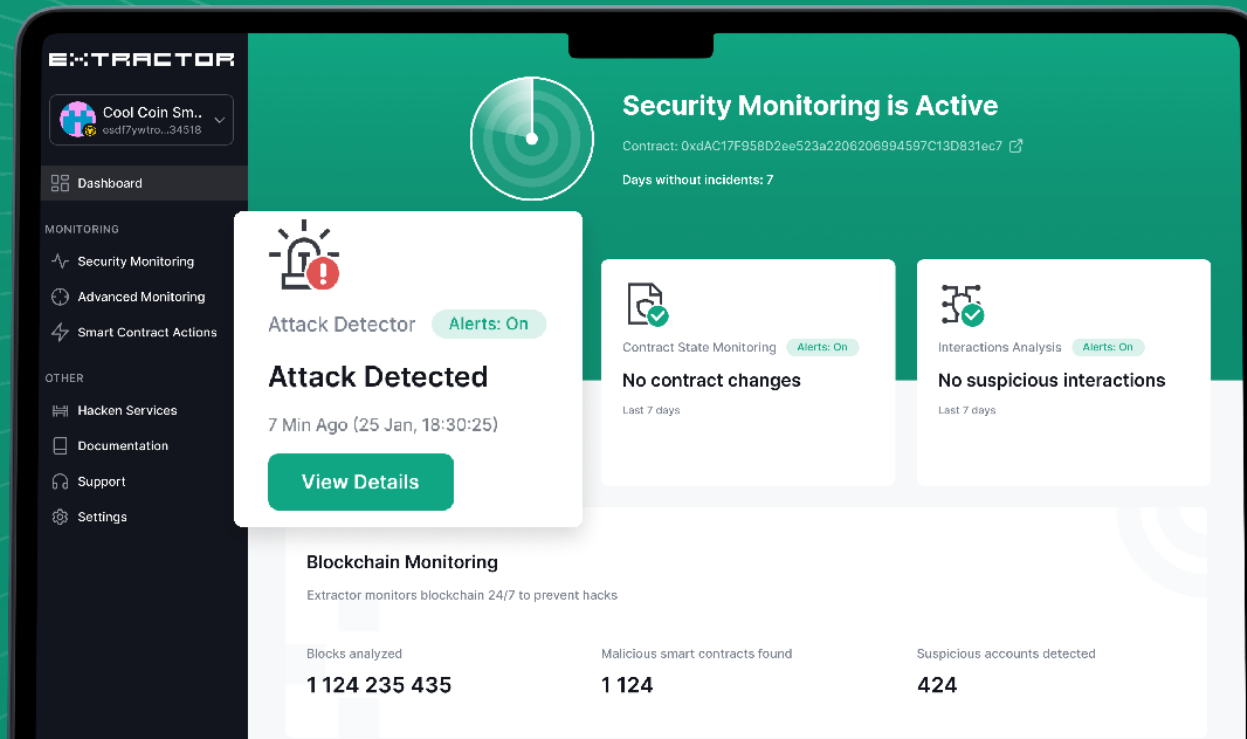 EXTRACTOR
Cool Coin Sm..
esdf7ywtro...34518
Dashboard
MONITORING
Security Monitoring
Advanced Monitoring
Smart Contract Actions
OTHER
Hacken Services
Documentation
Support
Settings
Security Monitoring is Active
Contract: 0xdAC17F958D2ee523a2206206994597C13D831ec7
Days without incidents: 7
Attack Detector Alerts: On
Attack Detected
7 Min Ago (25 Jan, 18:30:25)
View Details
Contract State Monitoring Alerts: On
No contract changes
Last 7 days
Interactions Analysis Alerts: On
No suspicious interactions
Last 7 days
Blockchain Monitoring
Extractor monitors blockchain 24/7 to prevent hacks
Blocks analyzed
1 124 235 435
Malicious smart contracts found
1 124
Suspicious accounts detected
424